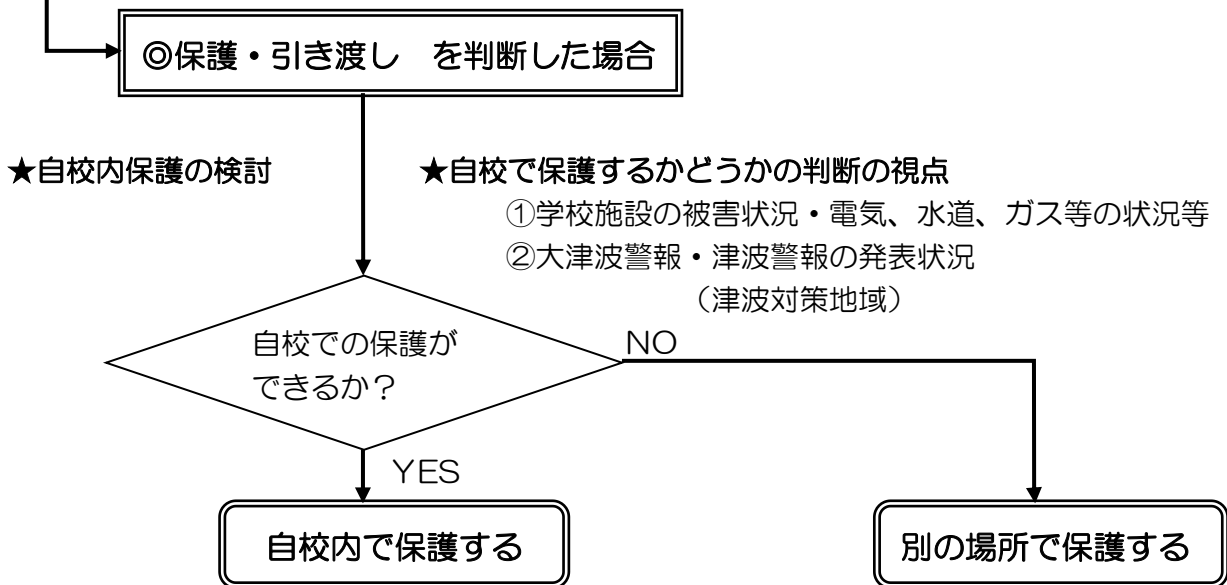 ◎保護・引き渡し　を判断した場合
★自校内保護の検討
★自校で保護するかどうかの判断の視点
①学校施設の被害状況・電気、水道、ガス等の状況等
②大津波警報・津波警報の発表状況
（津波対策地域）
自校での保護が
できるか？
NO
YES
自校内で保護する
別の場所で保護する